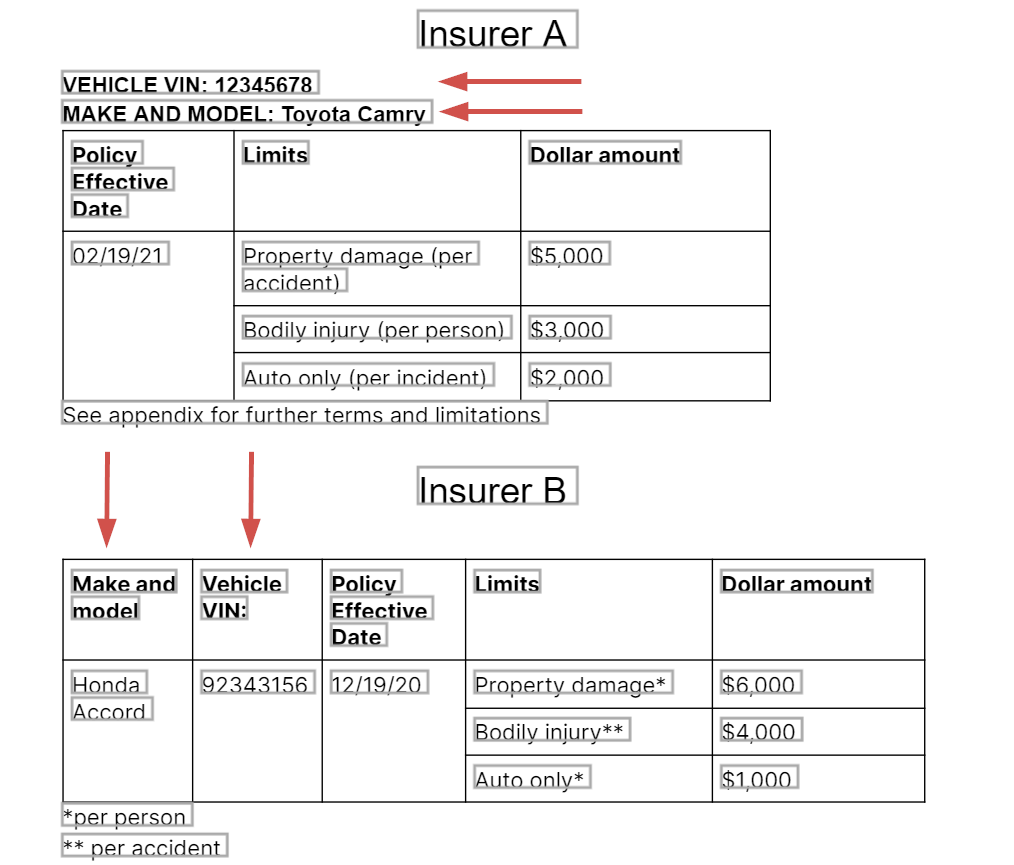 Insurer A
VEHICLE VIN: 12345678
MAKE AND MODEL: Toyota Camry
Policy
Effective
Date
Limits
Dollar amount
02/19/21
Property damage (per
accident)
$5,000
Bodily injury (per person)
$3,000
Auto only (per incident)
$2,000
See appendix for further terms and limitations
Insurer B
Make and
model
Vehicle
VIN:
Policy
Effective
Date
Limits
Dollar amount
Honda
Accord
92343156
12/19/20
Property damage*
$6,000
Bodily injury**
$4,000
Auto only*
$1,000
*per person
** per accident